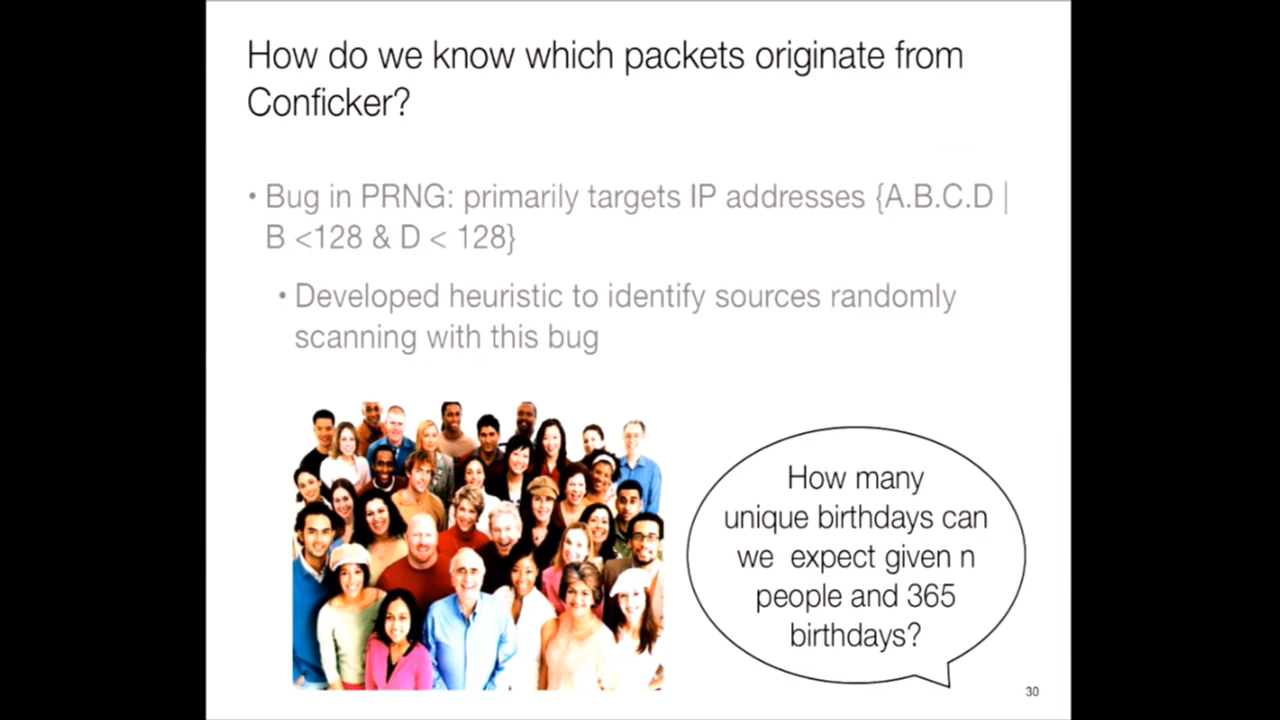 How do we know which packets originate from
Conficker?
• Bug in PRNG: primarily targets IP addresses {A.B.C.D |
B <128 & D < 128}
• Developed heuristic to identify sources randomly
scanning with this bug
How many
unique birthdays can
we expect given n
people and 365
birthdays?
30